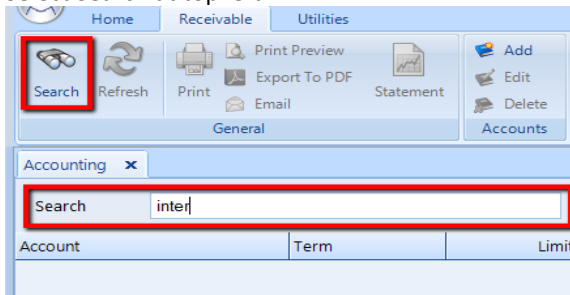 Home Receivable Utilities
Search Refresh Print Print Preview Statement Add
Export To PDF Edit
Email Delete
General Accounts
Accounting x
Search inter
Account Term Limit